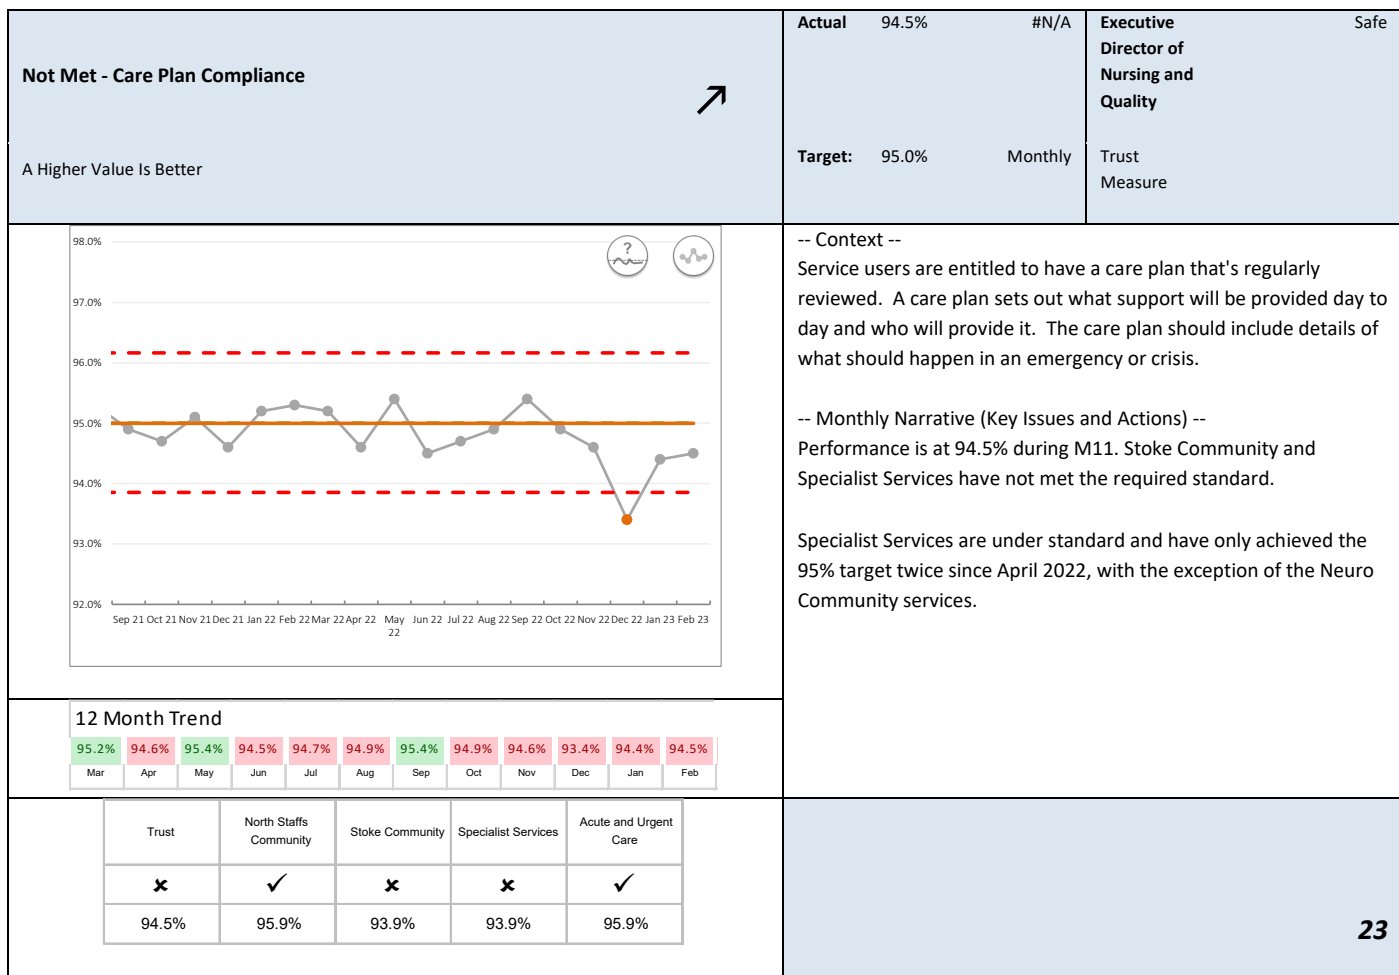 Not Met - Care Plan Compliance
↗
A Higher Value Is Better
Actual 94.5% #N/A
Target: 95.0% Monthly
Executive Safe
Director of
Nursing and
Quality
Trust
Measure
98.0%
97.0%
96.0%
95.0%
94.0%
93.0%
92.0%
?
Sep 21 Oct 21 Nov 21 Dec 21 Jan 22 Feb 22 Mar 22 Apr 22 May 22 Jun 22 Jul 22 Aug 22 Sep 22 Oct 22 Nov 22 Dec 22 Jan 23 Feb 23
-- Context --
Service users are entitled to have a care plan that's regularly
reviewed. A care plan sets out what support will be provided day to
day and who will provide it. The care plan should include details of
what should happen in an emergency or crisis.
-- Monthly Narrative (Key Issues and Actions) --
Performance is at 94.5% during M11. Stoke Community and
Specialist Services have not met the required standard.
Specialist Services are under standard and have only achieved the
95% target twice since April 2022, with the exception of the Neuro
Community services.
12 Month Trend
95.2% 94.6% 95.4% 94.5% 94.7% 94.9% 95.4% 94.9% 94.6% 93.4% 94.4% 94.5%
Mar Apr May Jun Jul Aug Sep Oct Nov Dec Jan Feb
Trust North Staffs Community Stoke Community Specialist Services Acute and Urgent Care
✗ ✓ ✗ ✗ ✓
94.5% 95.9% 93.9% 93.9% 95.9%
23